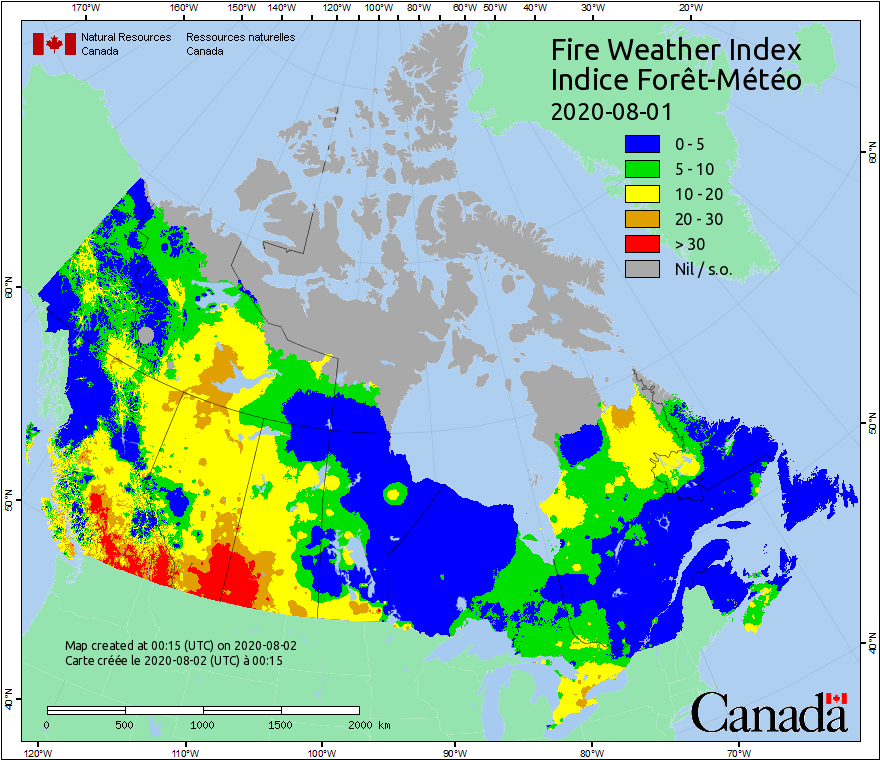 170°W 160°W 150°W 140°W 120°W 100°W 80°W 60°W 50°W 40°W 30°W 20°W
Natural Resources Canada
Ressources naturelles Canada
Fire Weather Index
Indice Forêt-Météo
2020-08-01
0 - 5
5 - 10
10 - 20
20 - 30
> 30
Nil / s.o.
60°N
60°N
50°N
50°N
40°N
40°N
Map created at 00:15 (UTC) on 2020-08-02
Carte créée le 2020-08-02 (UTC) à 00:15
0 500 1000 1500 2000 km
Canada
120°W 110°W 100°W 90°W 80°W 70°W